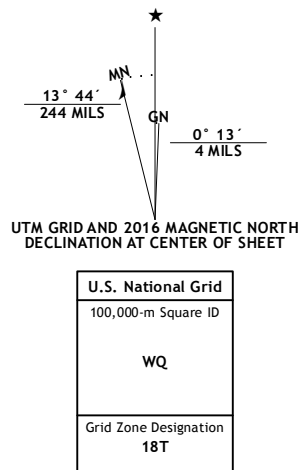 MN
13° 44´
244 MILS
GN
0° 13´
4 MILS
UTM GRID AND 2016 MAGNETIC NORTH
DECLINATION AT CENTER OF SHEET
U.S. National Grid
100,000-m Square ID
WQ
Grid Zone Designation
18T